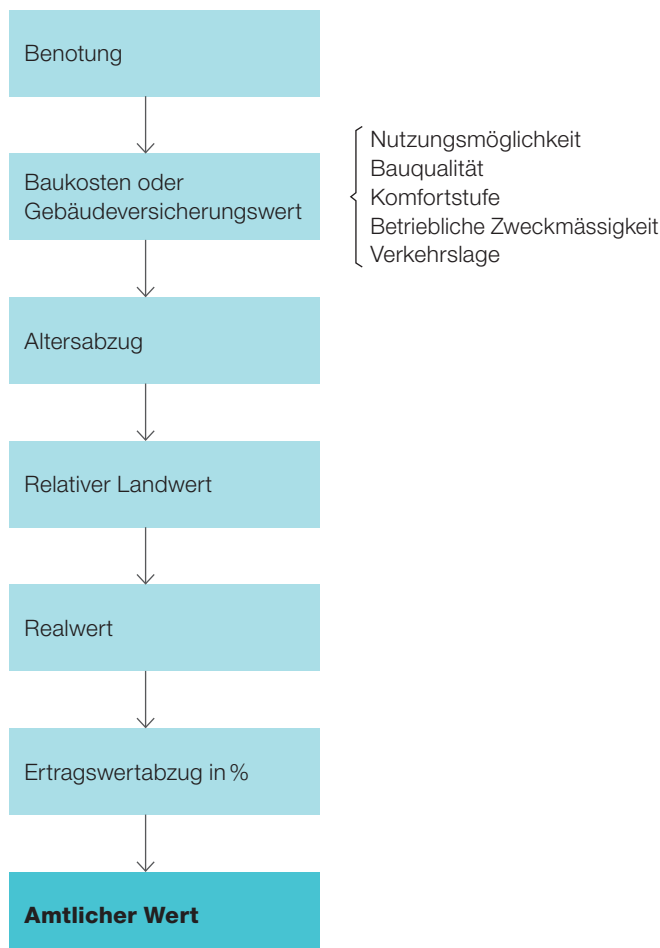 Benotung
Baukosten oder
Gebäudeversicherungswert
Nutzungsmöglichkeit
Bauqualität
Komfortstufe
Betriebliche Zweckmässigkeit
Verkehrslage
Altersabzug
Relativer Landwert
Realwert
Ertragswertabzug in %
Amtlicher Wert